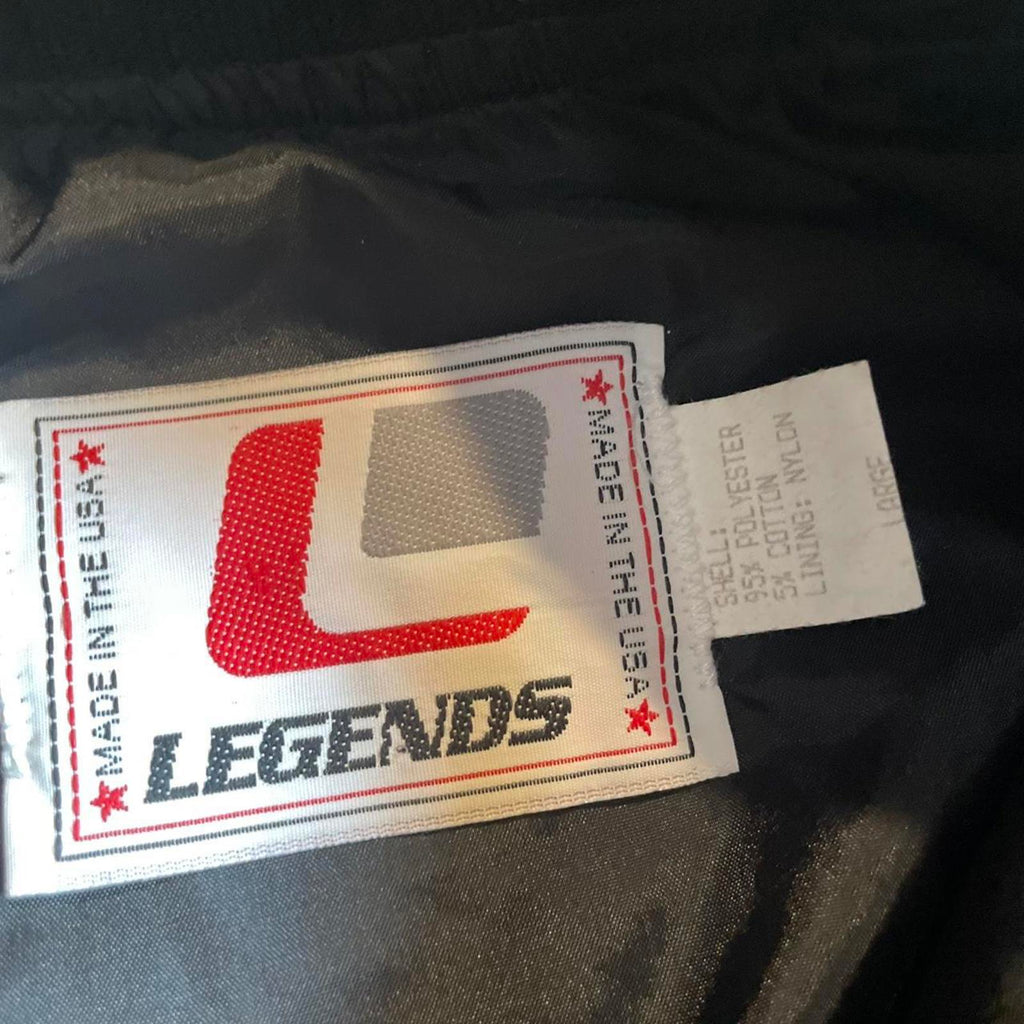 MADE IN THE USA
LEGENDS
MADE IN THE USA
SHELL:
95% POLYESTER
5% COTTON
LINING: NYLON
LARGE